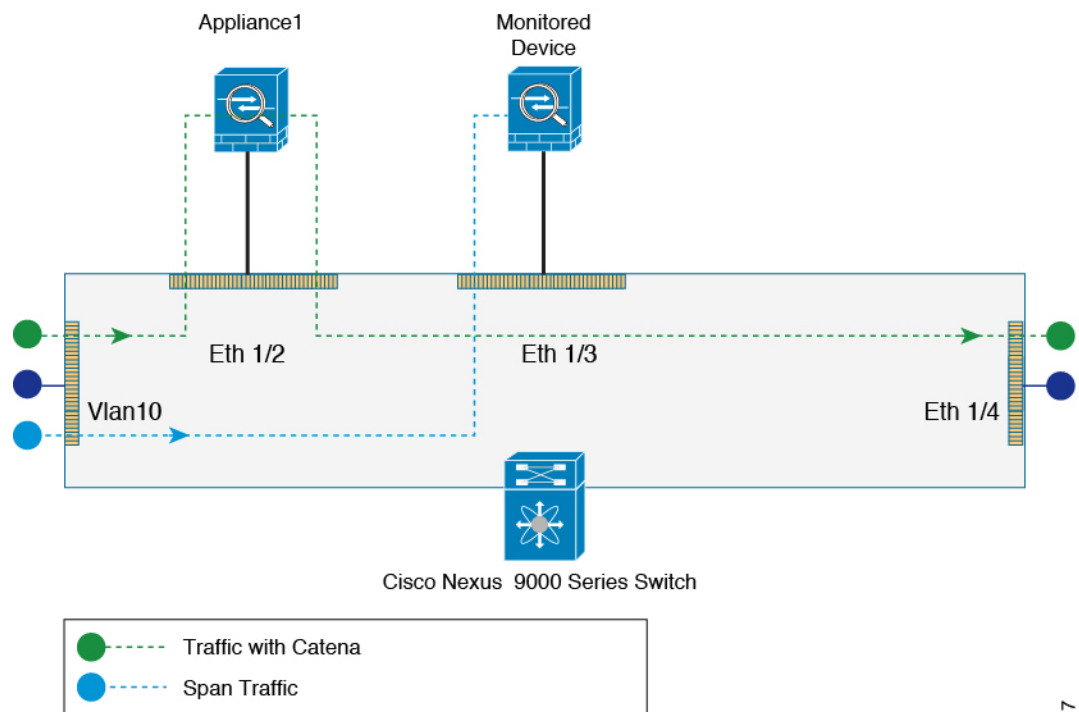 Appliance1
Monitored
Device
Eth 1/2
Eth 1/3
Vlan10
Eth 1/4
Cisco Nexus 9000 Series Switch
Traffic with Catena
Span Traffic
7